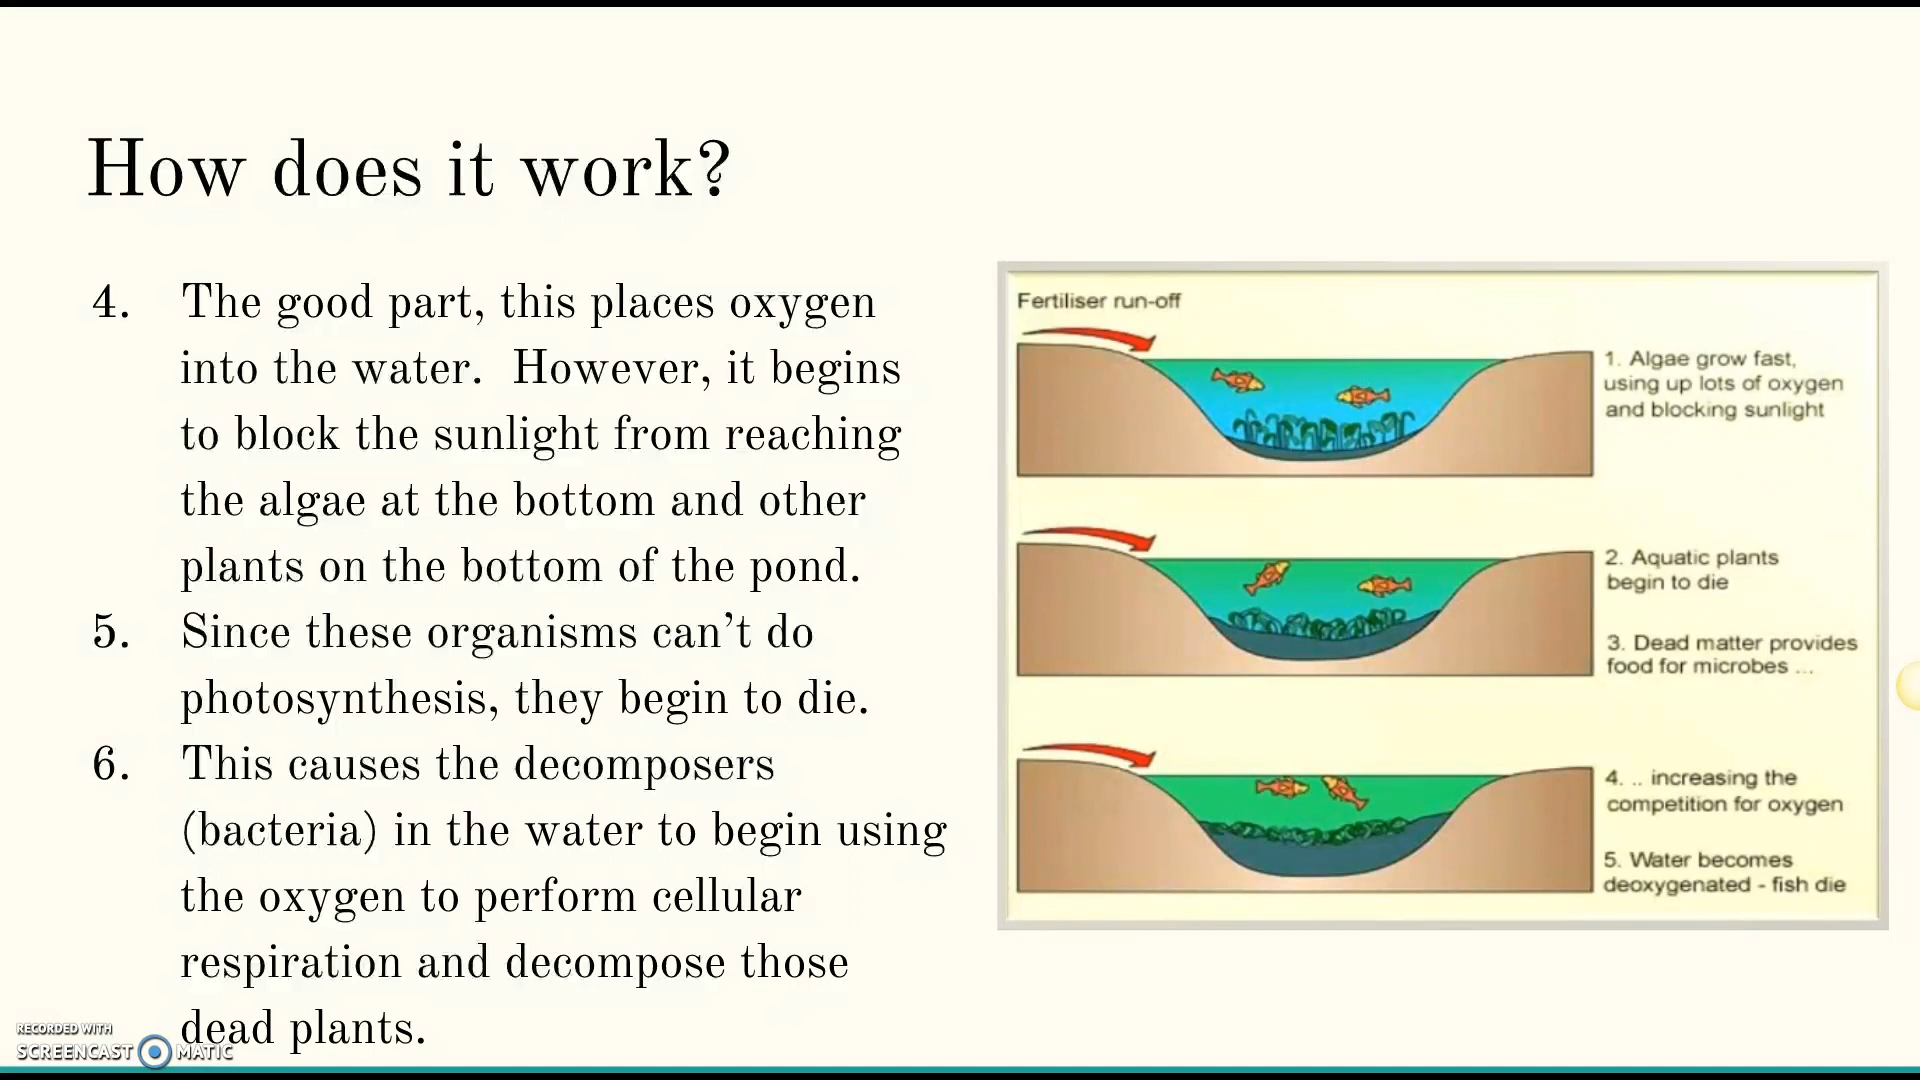 How does it work?
4. The good part, this places oxygen
into the water. However, it begins
to block the sunlight from reaching
the algae at the bottom and other
plants on the bottom of the pond.
5. Since these organisms can't do
photosynthesis, they begin to die.
6. This causes the decomposers
(bacteria) in the water to begin using
the oxygen to perform cellular
respiration and decompose those
dead plants.
Fertiliser run-off
1. Algae grow fast,
using up lots of oxygen
and blocking sunlight
2. Aquatic plants
begin to die
3. Dead matter provides
food for microbes ...
4. .. increasing the
competition for oxygen
5. Water becomes
deoxygenated - fish die
RECORDED WITH
SCREENCAST MATIC